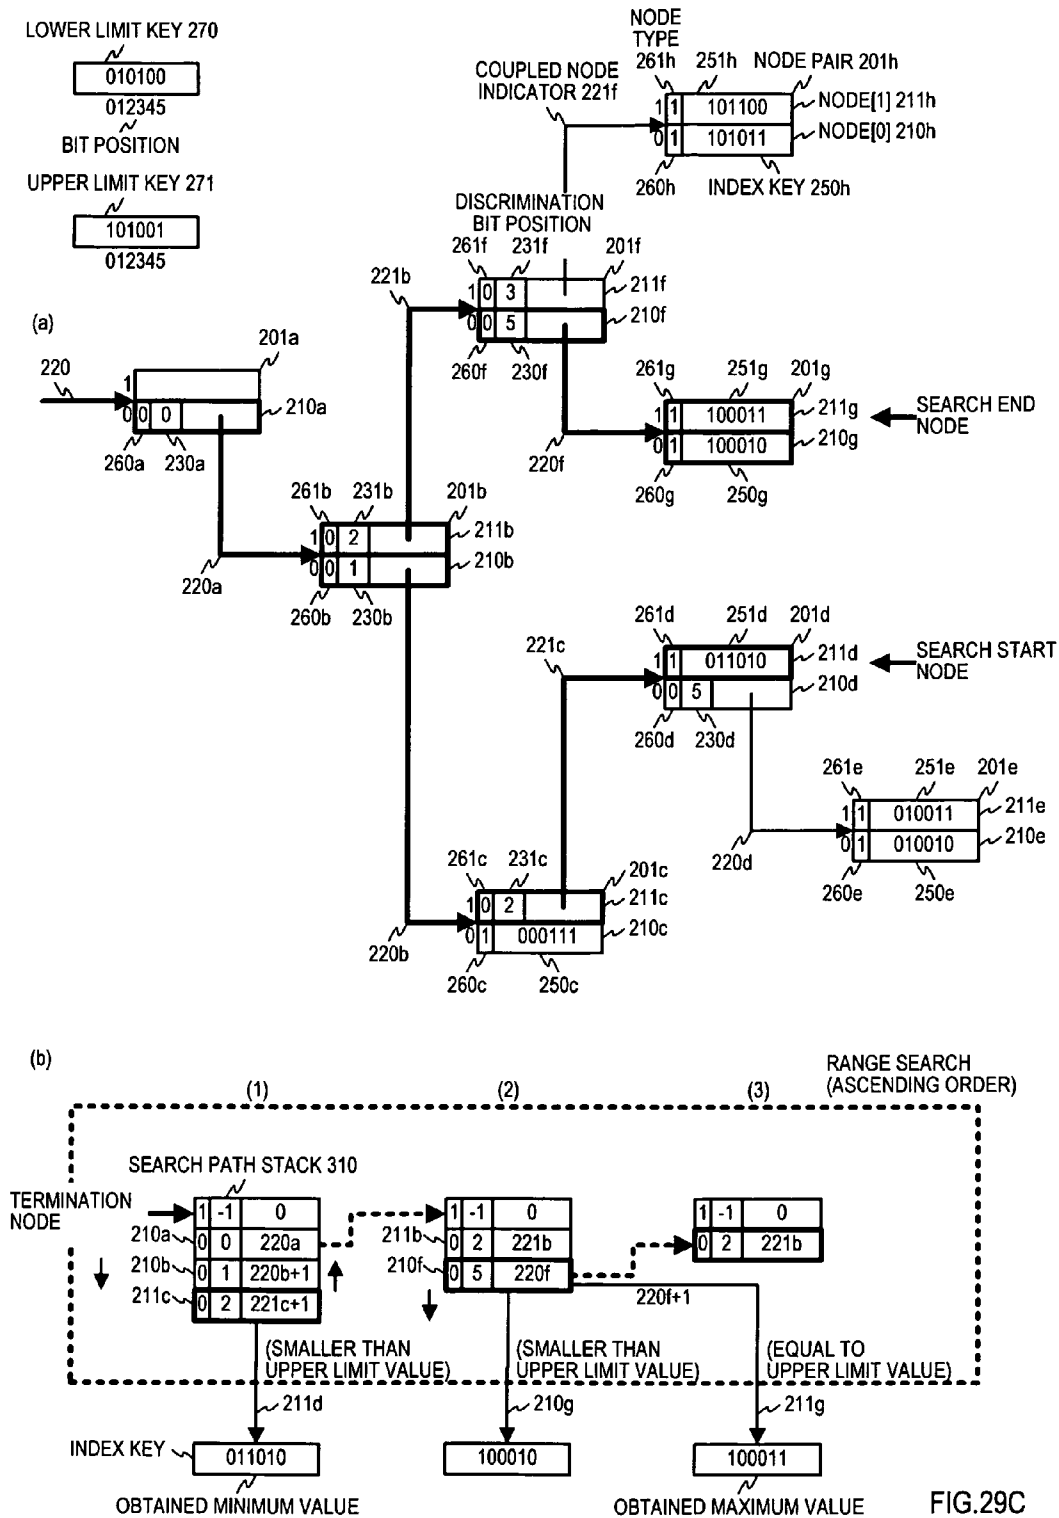 LOWER LIMIT KEY 270
010100
012345
BIT POSITION
UPPER LIMIT KEY 271
101001
012345
NODE
TYPE
261h 251h NODE PAIR 201h
COUPLED NODE
INDICATOR 221f
1 1 101100 NODE[1] 211h
0 1 101011 NODE[0] 210h
260h INDEX KEY 250h
DISCRIMINATION
BIT POSITION
261f 231f 201f
221b
1 0 3 211f
0 0 5 210f
260f 230f
(a)
220
201a
1
0 0 0 210a
260a 230a
261g 251g 201g
1 1 100011 211g
0 1 100010 210g
SEARCH END
NODE
220f
260g 250g
261b 231b 201b
1 0 2 211b
0 0 1 210b
220a
260b 230b
261d 251d 201d
221c
1 1 011010 211d
0 0 5 210d
SEARCH START
NODE
260d 230d
261e 251e 201e
1 1 010011 211e
0 1 010010 210e
220d
260e 250e
261c 231c 201c
1 0 2 211c
0 1 000111 210c
220b
260c 250c
(b)
RANGE SEARCH
(ASCENDING ORDER)
(1) (2) (3)
SEARCH PATH STACK 310
TERMINATION
NODE
1 -1 0
210a 0 0 220a
210b 0 1 220b+1
211c 0 2 221c+1
1 -1 0
211b 0 2 221b
210f 0 5 220f
1 -1 0
0 2 221b
220f+1
(SMALLER THAN
UPPER LIMIT VALUE)
(SMALLER THAN
UPPER LIMIT VALUE)
(EQUAL TO
UPPER LIMIT VALUE)
211d 210g 211g
INDEX KEY 011010 100010 100011
OBTAINED MINIMUM VALUE OBTAINED MAXIMUM VALUE
FIG.29C